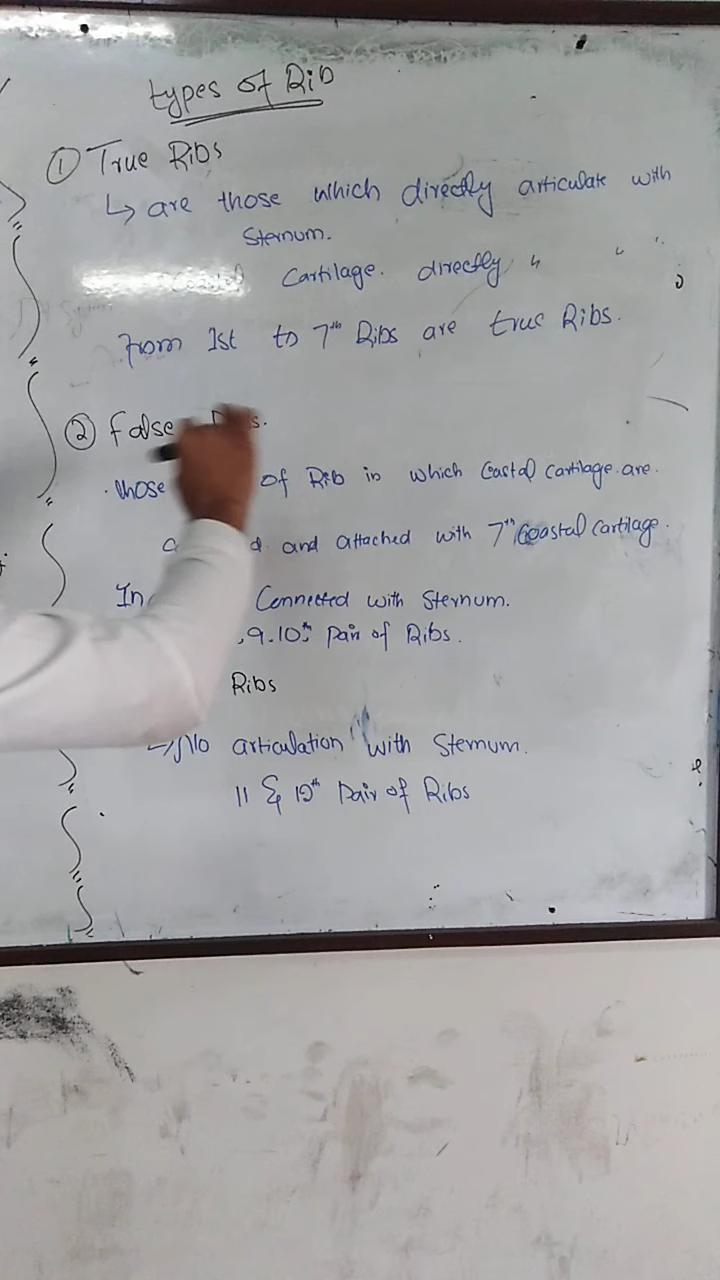 types of Rib
① True Ribs
↳ are those which directly articulate with
Sternum.
Coastal Cartilage. directly " " ".
From 1st to 7th Ribs are true Ribs.
② False
those of Rib in which Coastal Cartilage are.
and attached with 7th Coastal Cartilage.
In Connected with Sternum.
,9.10th pair of Ribs.
Ribs
↳ No articulation with Sternum.
11 & 12th pair of Ribs